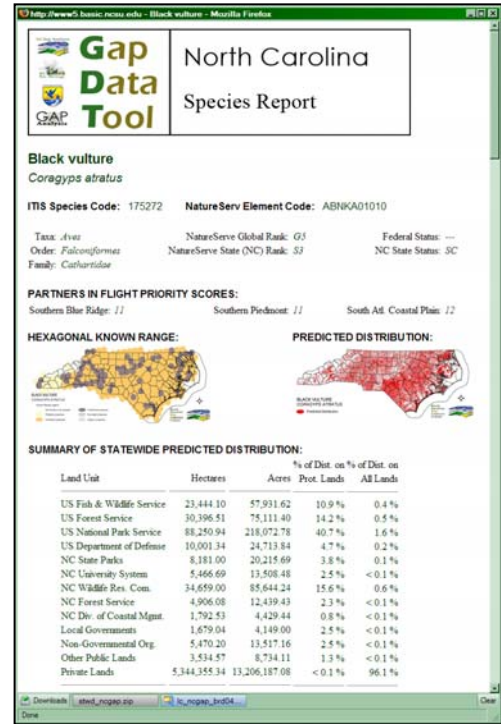 http://www5.basic.ncsu.edu - Black vulture - Mozilla Firefox
Gap
Data
Tool
GAP
Analysis
North Carolina
Species Report
Black vulture
Coragyps atratus
ITIS Species Code: 175272 NatureServ Element Code: ABNKA01010
Taxa: Aves NatureServe Global Rank: G5 Federal Status: ---
Order: Falconiformes NatureServe State (NC) Rank: S3 NC State Status: SC
Family: Cathartidae
PARTNERS IN FLIGHT PRIORITY SCORES:
Southern Blue Ridge: 11 Southern Piedmont: 11 South Atl. Coastal Plain: 12
HEXAGONAL KNOWN RANGE: PREDICTED DISTRIBUTION:
BLACK VULTURE
CORAGYPS ATRATUS
SUMMARY OF STATEWIDE PREDICTED DISTRIBUTION:
% of Dist. on % of Dist. on
Land Unit Hectares Acres Prot. Lands All Lands
US Fish & Wildlife Service 23,444.10 57,931.62 10.9 % 0.4 %
US Forest Service 30,396.51 75,111.40 14.2 % 0.5 %
US National Park Service 88,250.94 218,072.78 40.7 % 1.6 %
US Department of Defense 10,001.34 24,713.84 4.7 % 0.2 %
NC State Parks 8,181.00 20,215.69 3.8 % 0.1 %
NC University System 5,466.69 13,508.48 2.5 % < 0.1 %
NC Wildlife Res. Com. 34,659.00 85,644.24 15.6 % 0.6 %
NC Forest Service 4,906.08 12,439.43 2.3 % < 0.1 %
NC Div. of Coastal Mgmt. 1,792.53 4,429.44 0.8 % < 0.1 %
Local Governments 1,679.04 4,149.00 2.5 % < 0.1 %
Non-Governmental Org. 5,470.20 13,517.16 2.5 % < 0.1 %
Other Public Lands 3,534.57 8,734.11 1.3 % < 0.1 %
Private Lands 5,344,355.34 13,206,187.08 < 0.1 % 96.1 %
Downloads stwd_ncgap.zip lc_ncgap_brd04... Clear
Done